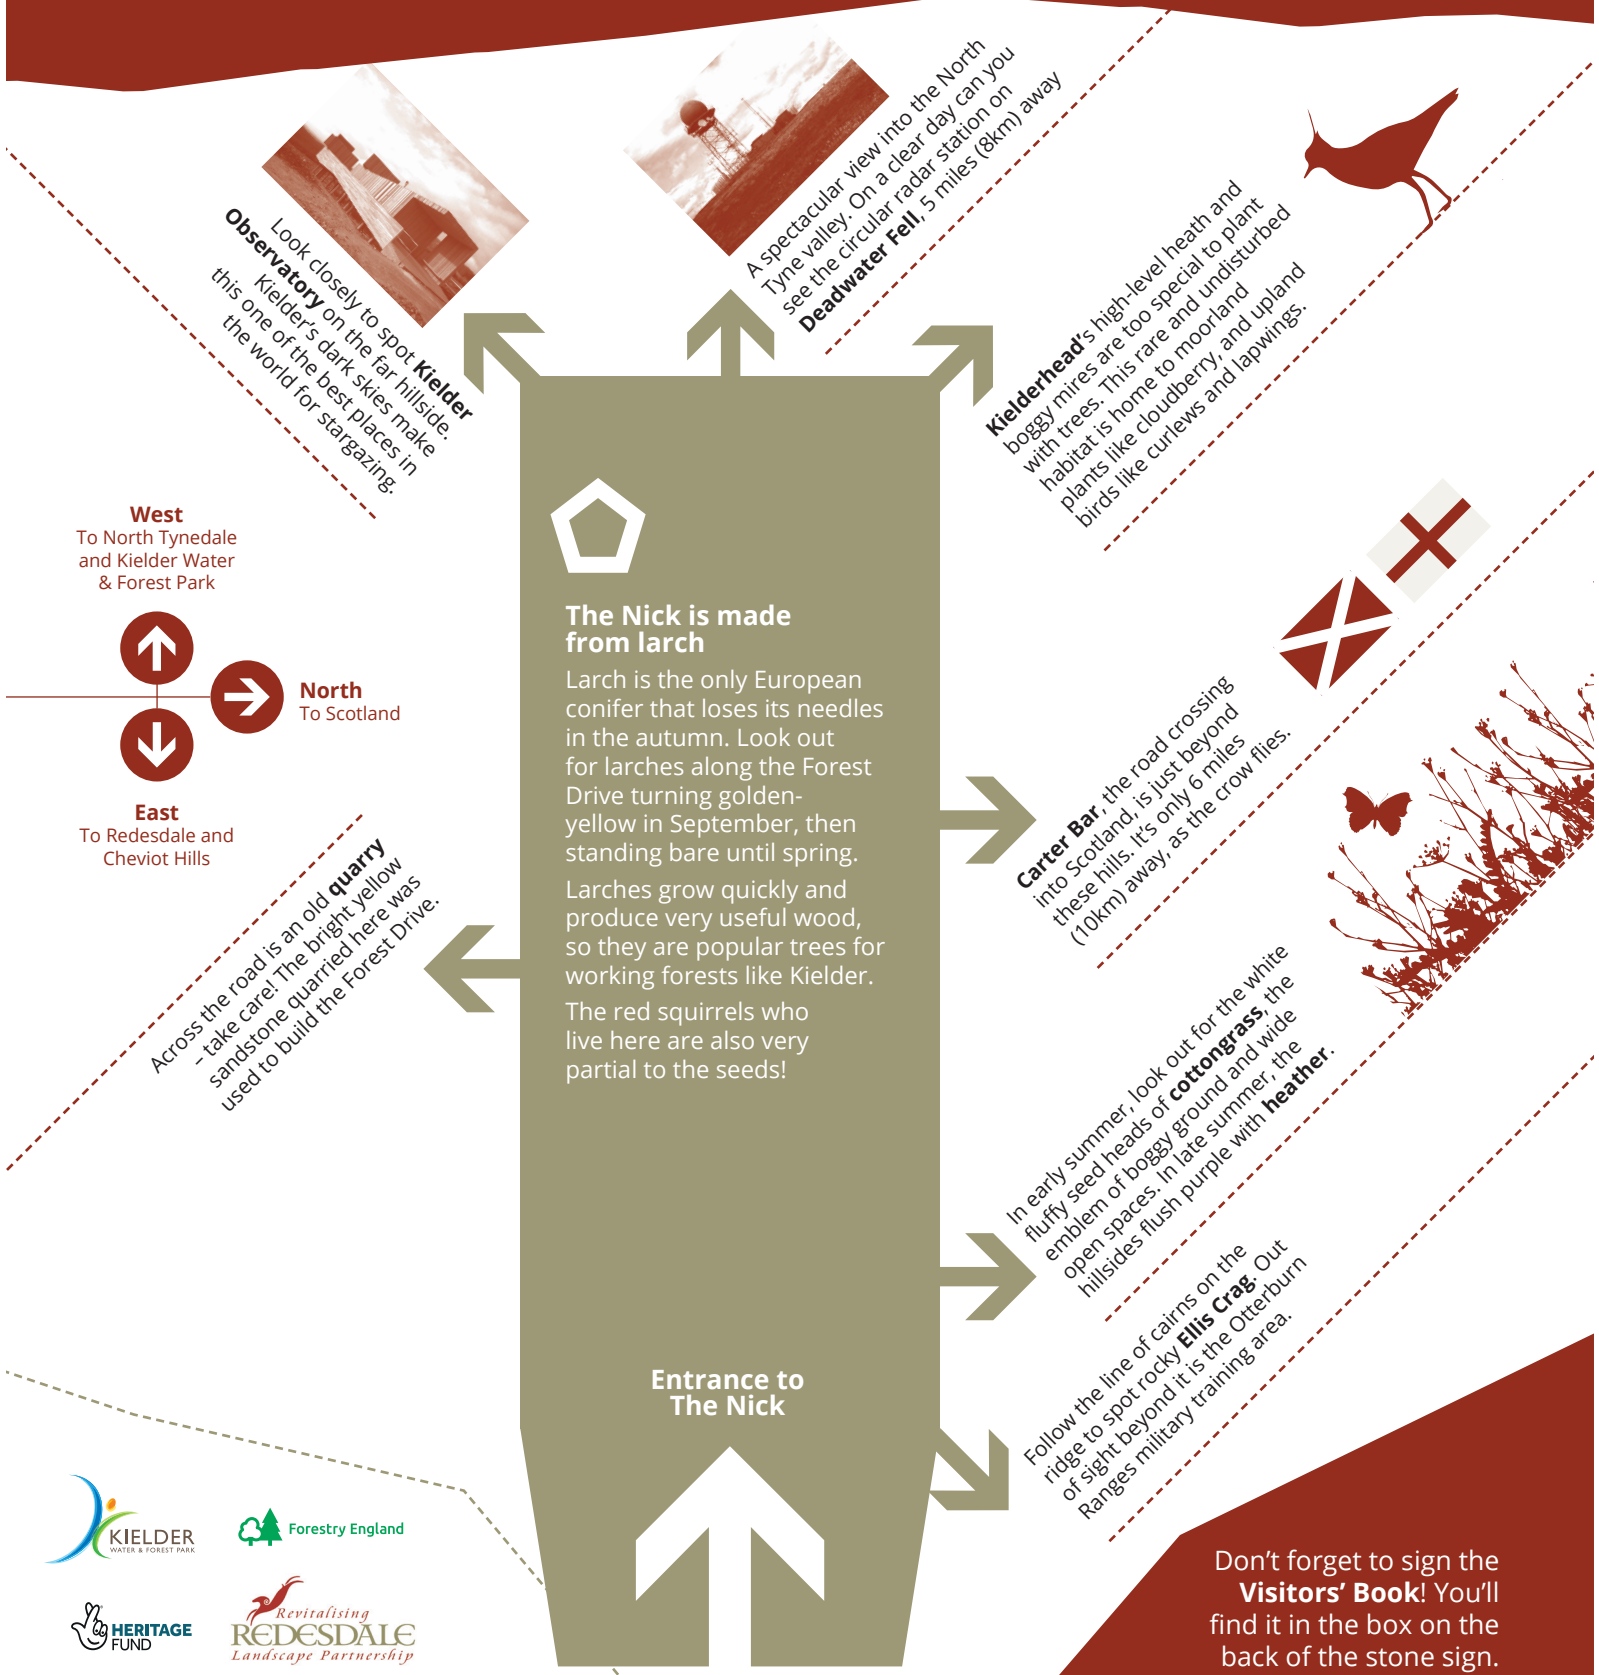 Look closely to spot Kielder
Observatory on the far hillside.
Kielder's dark skies make
this one of the best places in
the world for stargazing.
A spectacular view into the North
Tyne valley. On a clear day can you
see the circular radar station on
Deadwater Fell, 5 miles (8km) away
Kielderhead's high-level heath and
boggy mires are too special to plant
with trees. This rare and undisturbed
habitat is home to moorland
plants like cloudberry, and upland
birds like curlews and lapwings.
West
To North Tynedale
and Kielder Water
& Forest Park
North
To Scotland
East
To Redesdale and
Cheviot Hills
The Nick is made
from larch
Larch is the only European
conifer that loses its needles
in the autumn. Look out
for larches along the Forest
Drive turning golden-
yellow in September, then
standing bare until spring.
Larches grow quickly and
produce very useful wood,
so they are popular trees for
working forests like Kielder.
The red squirrels who
live here are also very
partial to the seeds!
Carter Bar, the road crossing
into Scotland, is just beyond
these hills. It's only 6 miles
(10km) away, as the crow flies.
Across the road is an old quarry
– take care! The bright yellow
sandstone quarried here was
used to build the Forest Drive.
In early summer, look out for the white
fluffy seed heads of cottongrass, the
emblem of boggy ground and wide
open spaces. In late summer, the
hillsides flush purple with heather.
Follow the line of cairns on the
ridge to spot rocky Ellis Crag. Out
of sight beyond it is the Otterburn
Ranges military training area.
Entrance to
The Nick
KIELDER
WATER & FOREST PARK
Forestry England
HERITAGE
FUND
Revitalising
REDESDALE
Landscape Partnership
Don't forget to sign the
Visitors' Book! You'll
find it in the box on the
back of the stone sign.